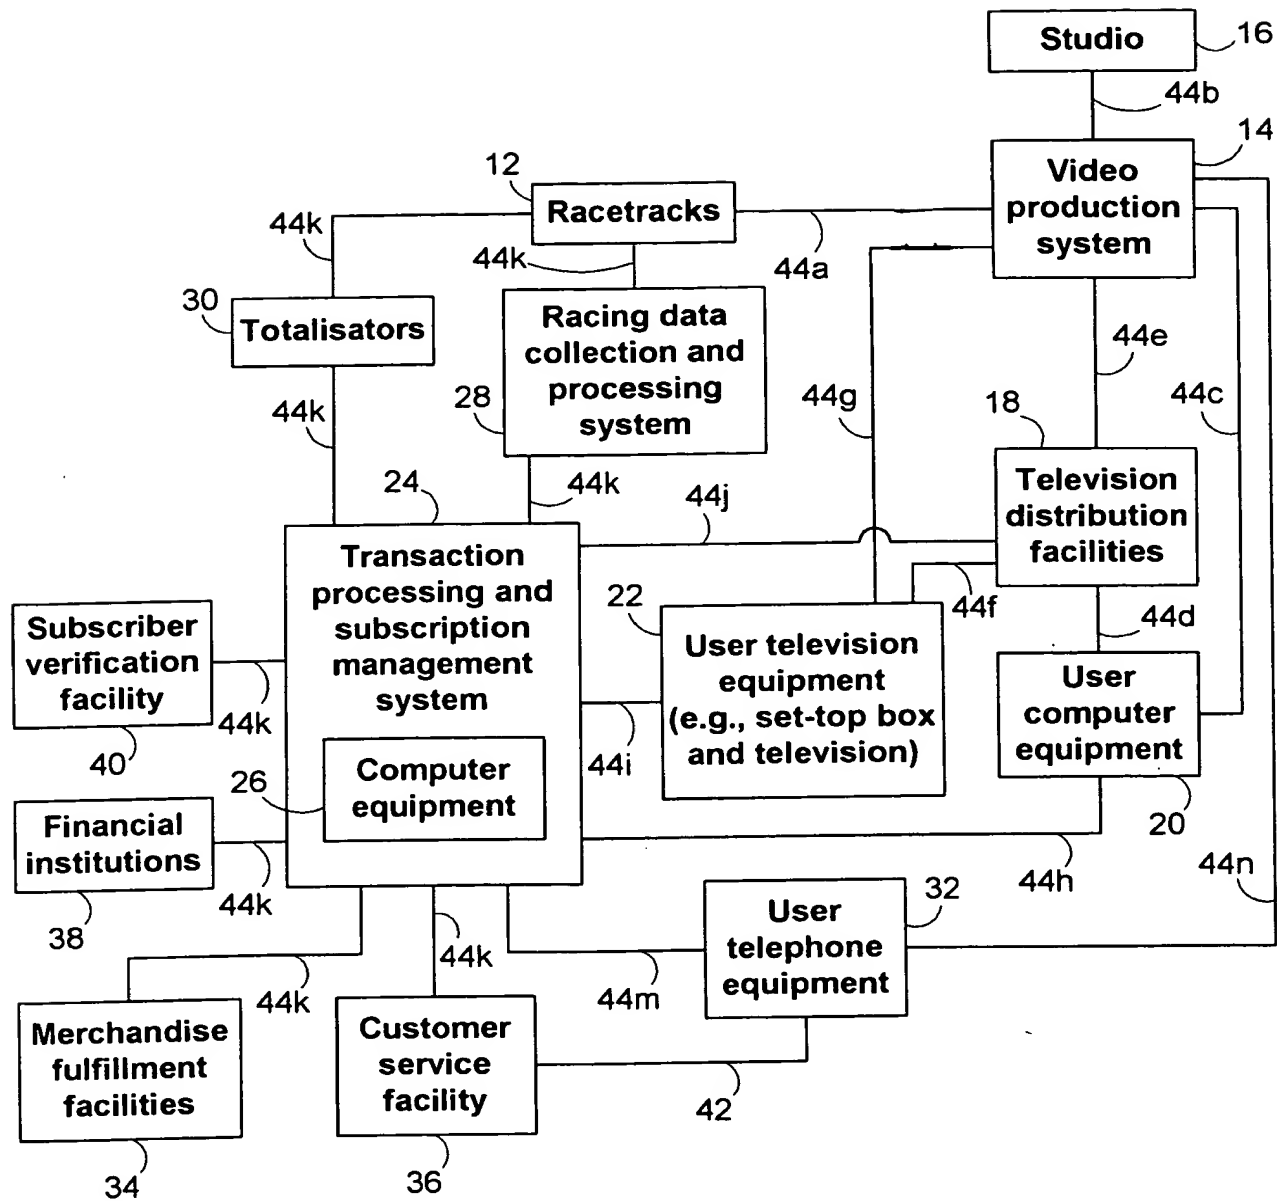 Studio
16
44b
14
Video
production
system
12
Racetracks
44k
44k
44a
30
Totalisators
Racing data
collection and
processing
system
44e
44g
44c
28
18
44k
24
44k
44j
Television
distribution
facilities
Transaction
processing and
subscription
management
system
22
44f
44d
Subscriber
verification
facility
User television
equipment
(e.g., set-top box
and television)
User
computer
equipment
44k
40
44i
26
Computer
equipment
20
Financial
institutions
44k
38
44h
44n
32
User
telephone
equipment
44k
44k
44m
Merchandise
fulfillment
facilities
Customer
service
facility
42
34
36